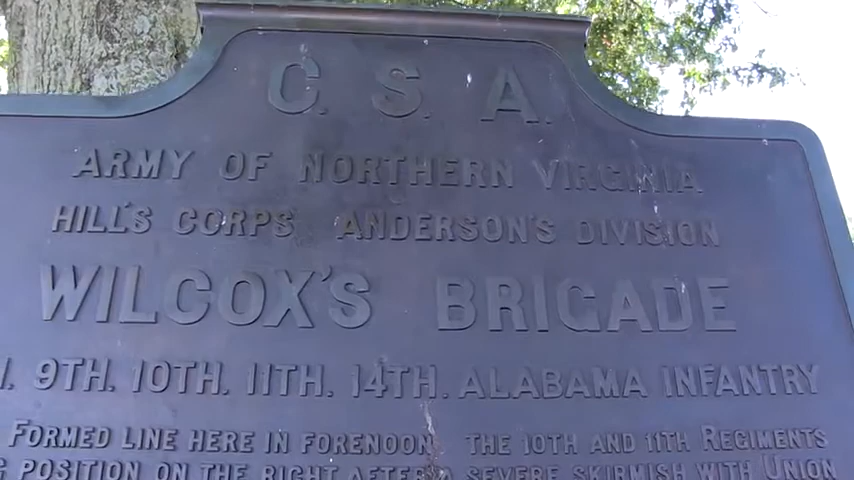 C. S. A.
ARMY OF NORTHERN VIRGINIA
HILL'S CORPS ANDERSON'S DIVISION
WILCOX'S BRIGADE
9TH. 10TH. 11TH. 14TH. ALABAMA INFANTRY
FORMED LINE HERE IN FORENOON THE 10TH AND 11TH REGIMENTS
POSITION ON THE RIGHT AFTER A SEVERE SKIRMISH WITH UNION